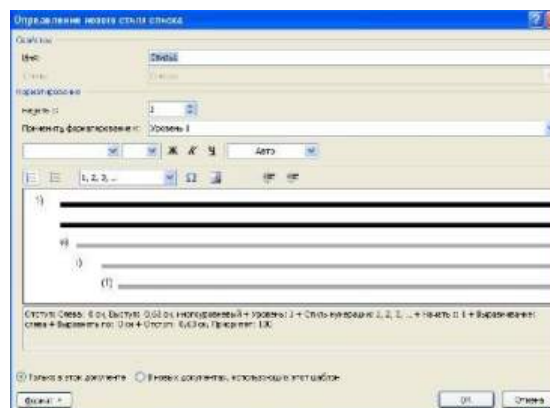 Определение нового стиля списка
Свойства
Имя: Стиль1
Форматирование
Начать с: 1
Применить форматирование к: Уровень 1
Ж К Ч Авто
1, 2, 3, ... Ω
1)
a)
i)
(1)
Отступ: Слева: 0 см, Выступ: 0,63 см, многоуровневый + Уровень: 1 + Стиль нумерации: 1, 2, 3, ... + Начать с: 1 + Выравнивание:
слева + Выровнять по: 0 см + Отступ: 0,63 см, Приоритет: 100
Только в этом документе В новых документах, использующих этот шаблон
Формат OK Отмена